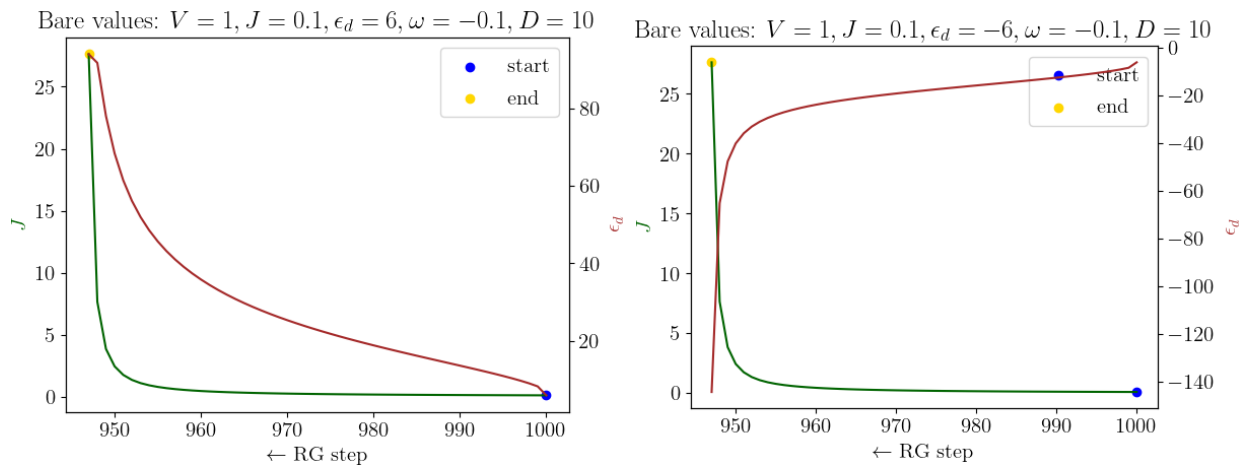 Bare values: V = 1, J = 0.1, ϵ_d = 6, ω = −0.1, D = 10
start
end
25
20
15
10
5
0
J
80
60
40
20
ϵ_d
950 960 970 980 990 1000
← RG step
Bare values: V = 1, J = 0.1, ϵ_d = −6, ω = −0.1, D = 10
start
end
25
20
15
10
5
0
J
0
−20
−40
−60
−80
−100
−120
−140
ϵ_d
950 960 970 980 990 1000
← RG step